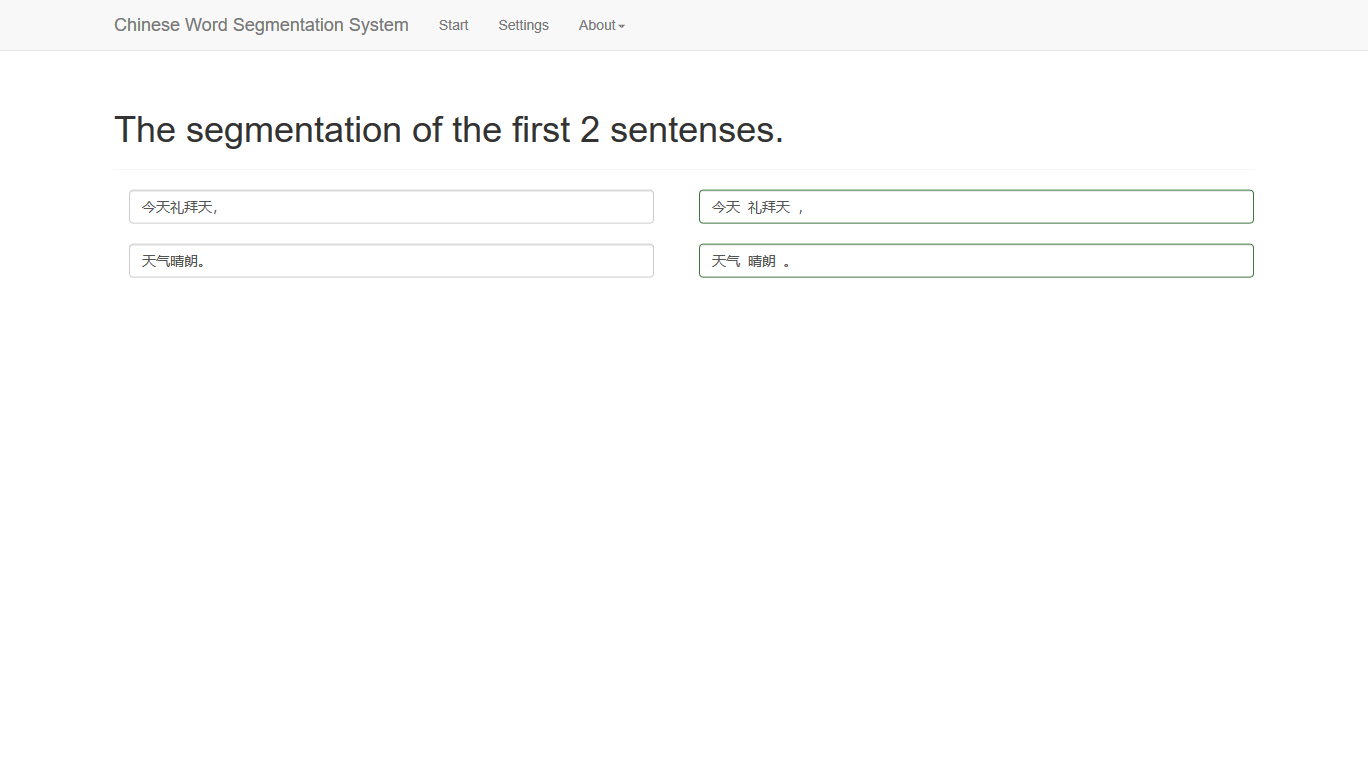 Chinese Word Segmentation System Start Settings About
The segmentation of the first 2 sentenses.
今天礼拜天， 今天 礼拜天 ，
天气晴朗。 天气 晴朗 。